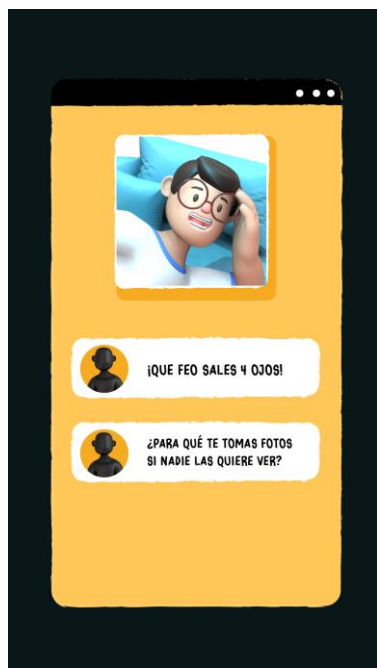 ¡QUE FEO SALES 4 OJOS!
¿PARA QUÉ TE TOMAS FOTOS
SI NADIE LAS QUIERE VER?